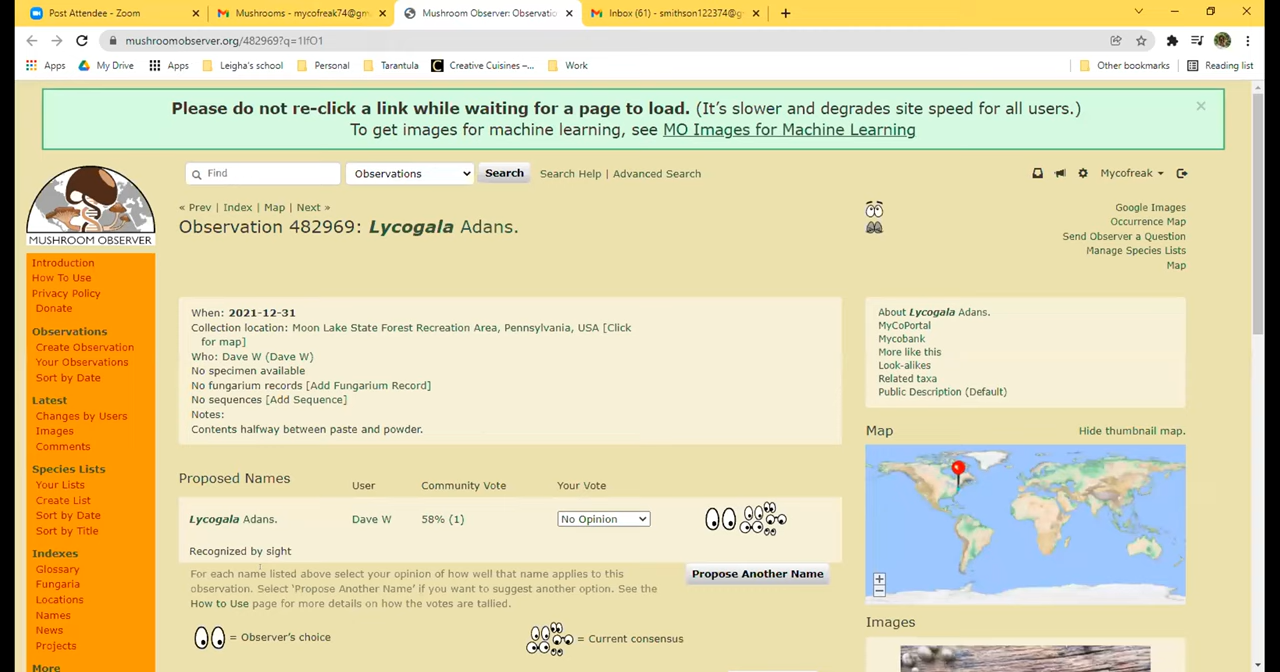 Post Attendee - Zoom
Mushrooms - mycofreak74@gm
Mushroom Observer: Observatio
Inbox (61) - smithson122374@g
mushroomobserver.org/482969?q=1IfO1
Apps My Drive Apps Leigha's school Personal Tarantula Creative Cuisines –... Work Other bookmarks Reading list
Please do not re-click a link while waiting for a page to load. (It's slower and degrades site speed for all users.)
To get images for machine learning, see MO Images for Machine Learning
MUSHROOM OBSERVER
Find Observations Search Search Help | Advanced Search Mycofreak
« Prev | Index | Map | Next »
Observation 482969: Lycogala Adans.
Google Images
Occurrence Map
Send Observer a Question
Manage Species Lists
Map
Introduction
How To Use
Privacy Policy
Donate
Observations
Create Observation
Your Observations
Sort by Date
Latest
Changes by Users
Images
Comments
Species Lists
Your Lists
Create List
Sort by Date
Sort by Title
Indexes
Glossary
Fungaria
Locations
Names
News
Projects
More
When: 2021-12-31
Collection location: Moon Lake State Forest Recreation Area, Pennsylvania, USA [Click
for map]
Who: Dave W (Dave W)
No specimen available
No fungarium records [Add Fungarium Record]
No sequences [Add Sequence]
Notes:
Contents halfway between paste and powder.
Proposed Names User Community Vote Your Vote
Lycogala Adans. Dave W 58% (1) No Opinion
Recognized by sight
For each name listed above select your opinion of how well that name applies to this
observation. Select 'Propose Another Name' if you want to suggest another option. See the
How to Use page for more details on how the votes are tallied.
Propose Another Name
= Observer's choice = Current consensus
About Lycogala Adans.
MyCoPortal
Mycobank
More like this
Look-alikes
Related taxa
Public Description (Default)
Map Hide thumbnail map.
+
−
Images